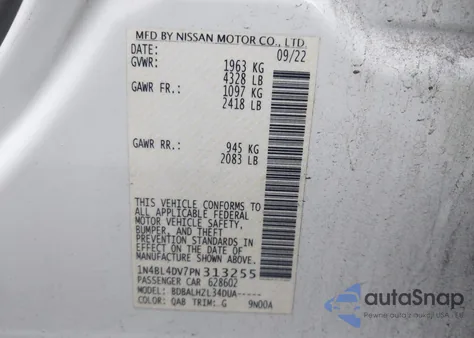 MFD BY NISSAN MOTOR CO., LTD.
DATE: 09/22
GVWR: 1963 KG
4328 LB
GAWR FR.: 1097 KG
2418 LB
GAWR RR.: 945 KG
2083 LB
THIS VEHICLE CONFORMS TO
ALL APPLICABLE FEDERAL
MOTOR VEHICLE SAFETY,
BUMPER, AND THEFT
PREVENTION STANDARDS IN
EFFECT ON THE DATE OF
MANUFACTURE SHOWN ABOVE.
1N4BL4DV7PN313255
PASSENGER CAR 628602
MODEL: BDBALHZL34DUA-----
COLOR: QAB TRIM: G 9N00A
autoSnap